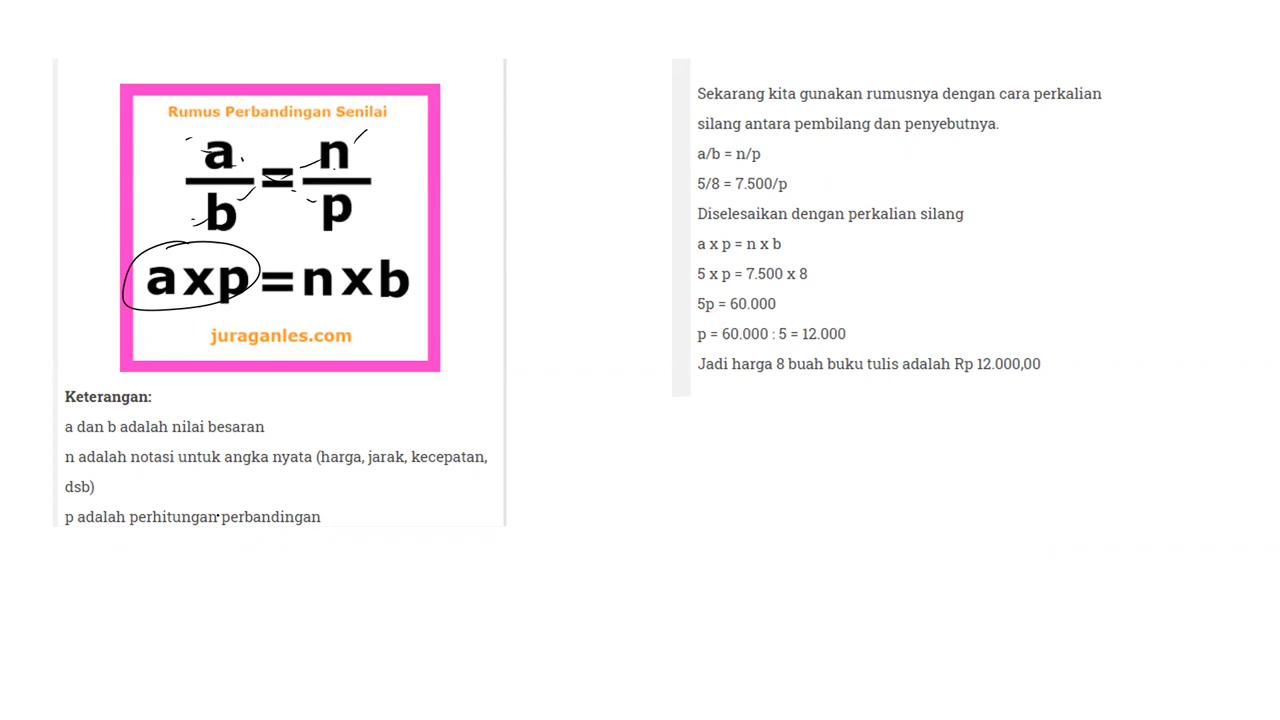 Rumus Perbandingan Senilai
a = n
b p
a x p = n x b
juraganles.com
Keterangan:
a dan b adalah nilai besaran
n adalah notasi untuk angka nyata (harga, jarak, kecepatan,
dsb)
p adalah perhitungan perbandingan
Sekarang kita gunakan rumusnya dengan cara perkalian
silang antara pembilang dan penyebutnya.
a/b = n/p
5/8 = 7.500/p
Diselesaikan dengan perkalian silang
a x p = n x b
5 x p = 7.500 x 8
5p = 60.000
p = 60.000 : 5 = 12.000
Jadi harga 8 buah buku tulis adalah Rp 12.000,00